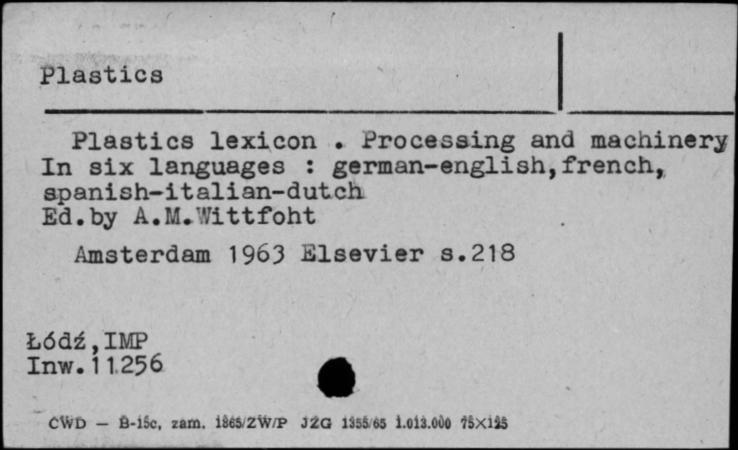 Plastics
Plastics lexicon . Processing and machinery
In six languages : german-english,french,
spanish-italian-dutch
Ed.by A.M.Wittfoht
Amsterdam 1963 Elsevier s.218
Łódź,IMP
Inw.11256
CWD — B-15c, zam. 1865/ZW/P JZG 1355/65 1.013.000 75X125